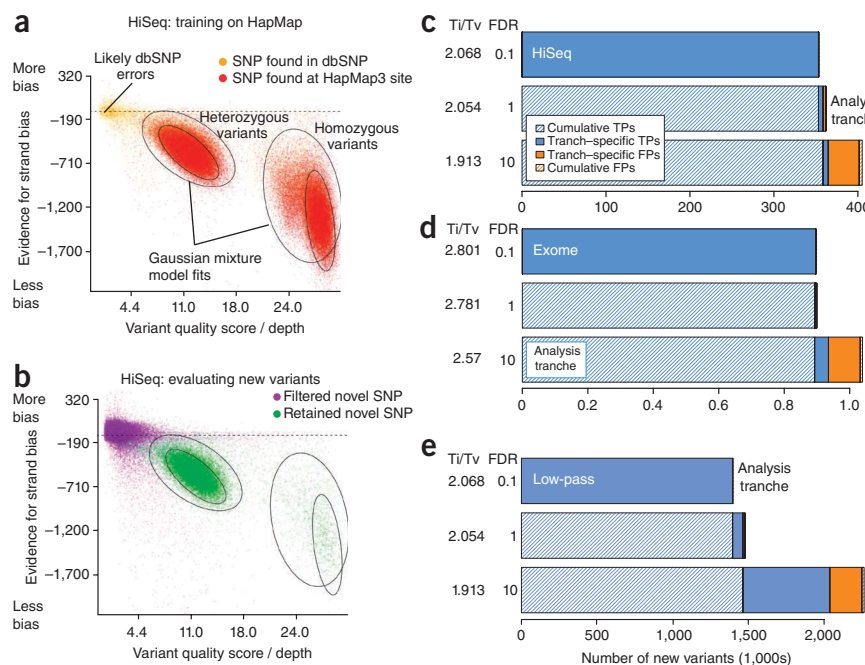 a
HiSeq: training on HapMap
Likely dbSNP
errors
SNP found in dbSNP
SNP found at HapMap3 site
Heterozygous
variants
Homozygous
variants
Gaussian mixture
model fits
More
bias
320
−190
−710
−1,200
−1,700
Less
bias
Evidence for strand bias
4.4 11.0 18.0 24.0
Variant quality score / depth
b
HiSeq: evaluating new variants
Filtered novel SNP
Retained novel SNP
More
bias
320
−190
−710
−1,200
−1,700
Less
bias
Evidence for strand bias
4.4 11.0 18.0 24.0
Variant quality score / depth
c
Ti/Tv FDR
2.068 0.1 HiSeq
2.054 1
Analysis
tranche
1.913 10
Cumulative TPs
Tranch–specific TPs
Tranch–specific FPs
Cumulative FPs
0 100 200 300 400
d
Ti/Tv FDR
2.801 0.1 Exome
2.781 1
2.57 10
Analysis
tranche
0 0.2 0.4 0.6 0.8 1.0
e
Ti/Tv FDR
2.068 0.1 Low-pass
Analysis
tranche
2.054 1
1.913 10
0 500 1,000 1,500 2,000
Number of new variants (1,000s)